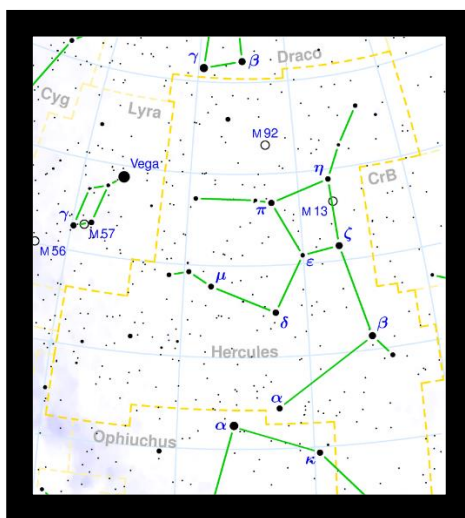 γ
β
Draco
Cyg
Lyra
M 92
Vega
η
CrB
π
M 13
γ
M 57
ζ
M 56
ε
μ
δ
β
Hercules
α
α
Ophiuchus
κ